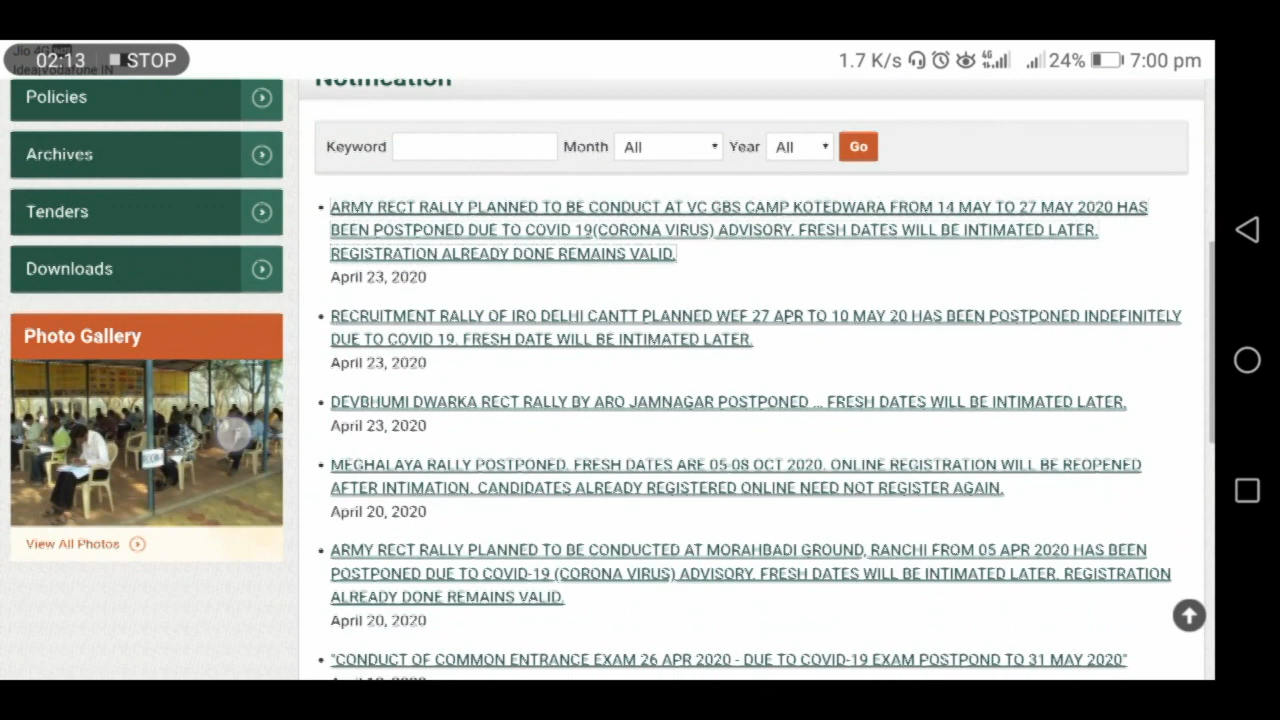 Jio 4G
02:13 STOP
Idea|Vodafone IN
1.7 K/s 4G 24% 7:00 pm
Notification
Policies
Archives
Tenders
Downloads
Photo Gallery
View All Photos
Keyword Month All Year All Go
ARMY RECT RALLY PLANNED TO BE CONDUCT AT VC GBS CAMP KOTEDWARA FROM 14 MAY TO 27 MAY 2020 HAS
BEEN POSTPONED DUE TO COVID 19(CORONA VIRUS) ADVISORY. FRESH DATES WILL BE INTIMATED LATER.
REGISTRATION ALREADY DONE REMAINS VALID.
April 23, 2020
RECRUITMENT RALLY OF IRO DELHI CANTT PLANNED WEF 27 APR TO 10 MAY 20 HAS BEEN POSTPONED INDEFINITELY
DUE TO COVID 19. FRESH DATE WILL BE INTIMATED LATER.
April 23, 2020
DEVBHUMI DWARKA RECT RALLY BY ARO JAMNAGAR POSTPONED ... FRESH DATES WILL BE INTIMATED LATER.
April 23, 2020
MEGHALAYA RALLY POSTPONED. FRESH DATES ARE 05-08 OCT 2020. ONLINE REGISTRATION WILL BE REOPENED
AFTER INTIMATION. CANDIDATES ALREADY REGISTERED ONLINE NEED NOT REGISTER AGAIN.
April 20, 2020
ARMY RECT RALLY PLANNED TO BE CONDUCTED AT MORAHBADI GROUND, RANCHI FROM 05 APR 2020 HAS BEEN
POSTPONED DUE TO COVID-19 (CORONA VIRUS) ADVISORY. FRESH DATES WILL BE INTIMATED LATER. REGISTRATION
ALREADY DONE REMAINS VALID.
April 20, 2020
"CONDUCT OF COMMON ENTRANCE EXAM 26 APR 2020 - DUE TO COVID-19 EXAM POSTPOND TO 31 MAY 2020"